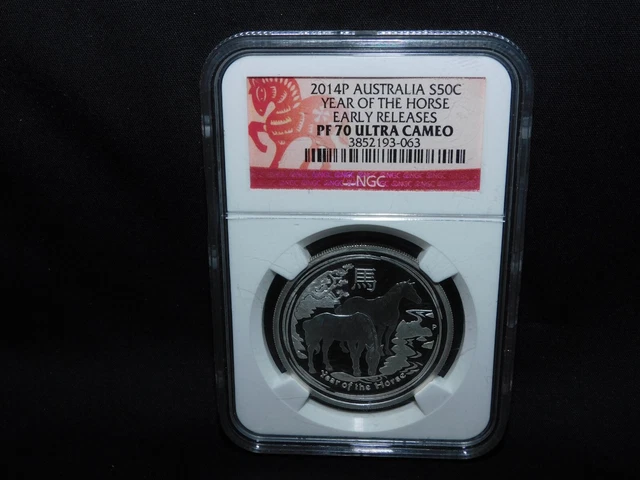 2014P AUSTRALIA S50C
YEAR OF THE HORSE
EARLY RELEASES
PF 70 ULTRA CAMEO
3852193-063
NGC
馬
Year of the Horse